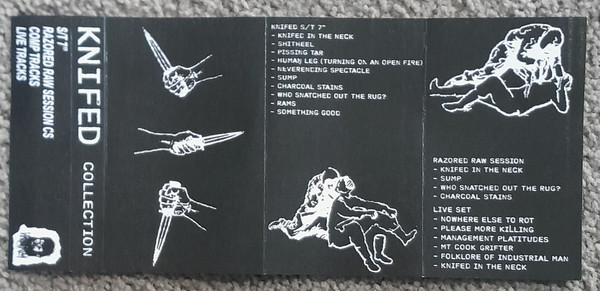 KNIFED COLLECTION
S/T 7"
RAZORED RAW SESSION CS
COMP TRACKS
LIVE TRACKS
KNIFED S/T 7"
- KNIFED IN THE NECK
- SHITHEEL
- PISSING TAR
- HUMAN LEG (TURNING ON AN OPEN FIRE)
- NEVERENDING SPECTACLE
- SUMP
- CHARCOAL STAINS
- WHO SNATCHED OUT THE RUG?
- RAMS
- SOMETHING GOOD
RAZORED RAW SESSION
- KNIFED IN THE NECK
- SUMP
- WHO SNATCHED OUT THE RUG?
- CHARCOAL STAINS
LIVE SET
- NOWHERE ELSE TO ROT
- PLEASE MORE KILLING
- MANAGEMENT PLATITUDES
- MT COOK GRIFTER
- FOLKLORE OF INDUSTRIAL MAN
- KNIFED IN THE NECK